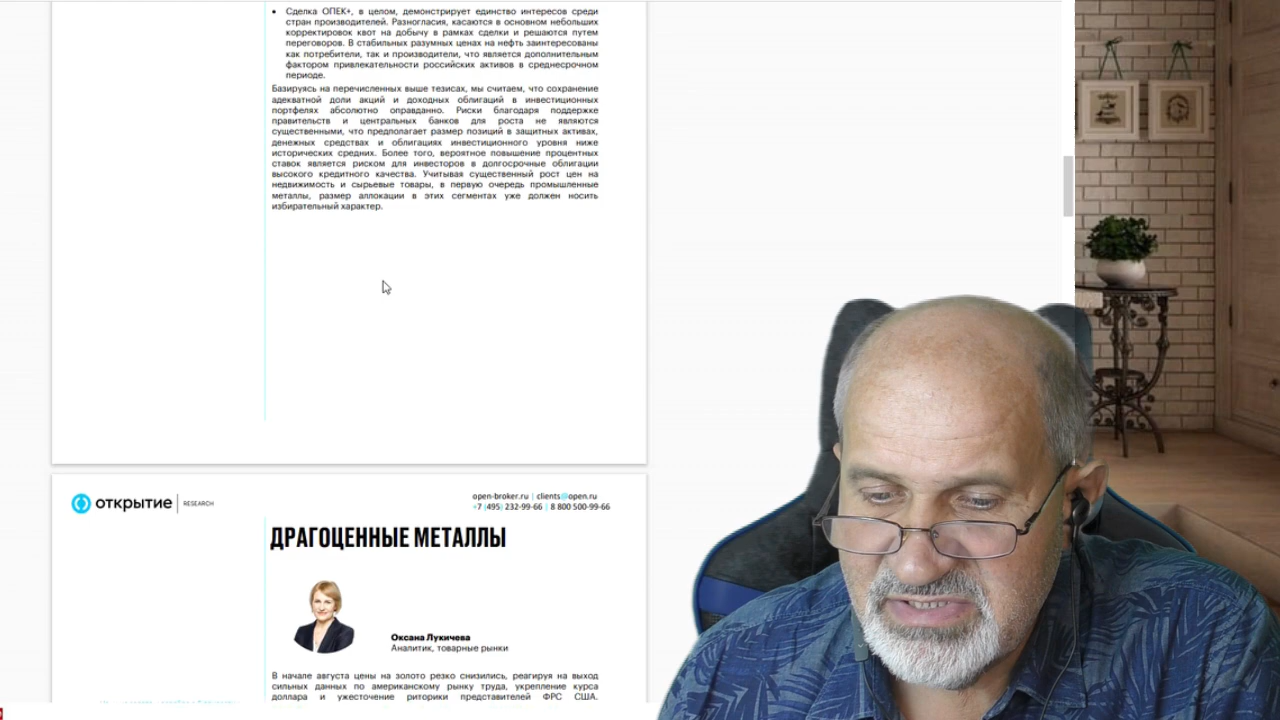 • Сделка ОПЕК+, в целом, демонстрирует единство интересов среди
стран производителей. Разногласия, касаются в основном небольших
корректировок квот на добычу в рамках сделки и решаются путем
переговоров. В стабильных разумных ценах на нефть заинтересованы
как потребители, так и производители, что является дополнительным
фактором привлекательности российских активов в среднесрочном
периоде.
Базируясь на перечисленных выше тезисах, мы считаем, что сохранение
адекватной доли акций и доходных облигаций в инвестиционных
портфелях абсолютно оправданно. Риски благодаря поддержке
правительств и центральных банков для роста не являются
существенными, что предполагает размер позиций в защитных активах,
денежных средствах и облигациях инвестиционного уровня ниже
исторических средних. Более того, вероятное повышение процентных
ставок является риском для инвесторов в долгосрочные облигации
высокого кредитного качества. Учитывая существенный рост цен на
недвижимость и сырьевые товары, в первую очередь промышленные
металлы, размер аллокации в этих сегментах уже должен носить
избирательный характер.
открытие RESEARCH
open-broker.ru | clients@open.ru
+7 (495) 232-99-66 | 8 800 500-99-66
ДРАГОЦЕННЫЕ МЕТАЛЛЫ
Оксана Лукичева
Аналитик, товарные рынки
В начале августа цены на золото резко снизились, реагируя на выход
сильных данных по американскому рынку труда, укрепление курса
доллара и ужесточение риторики представителей ФРС США.